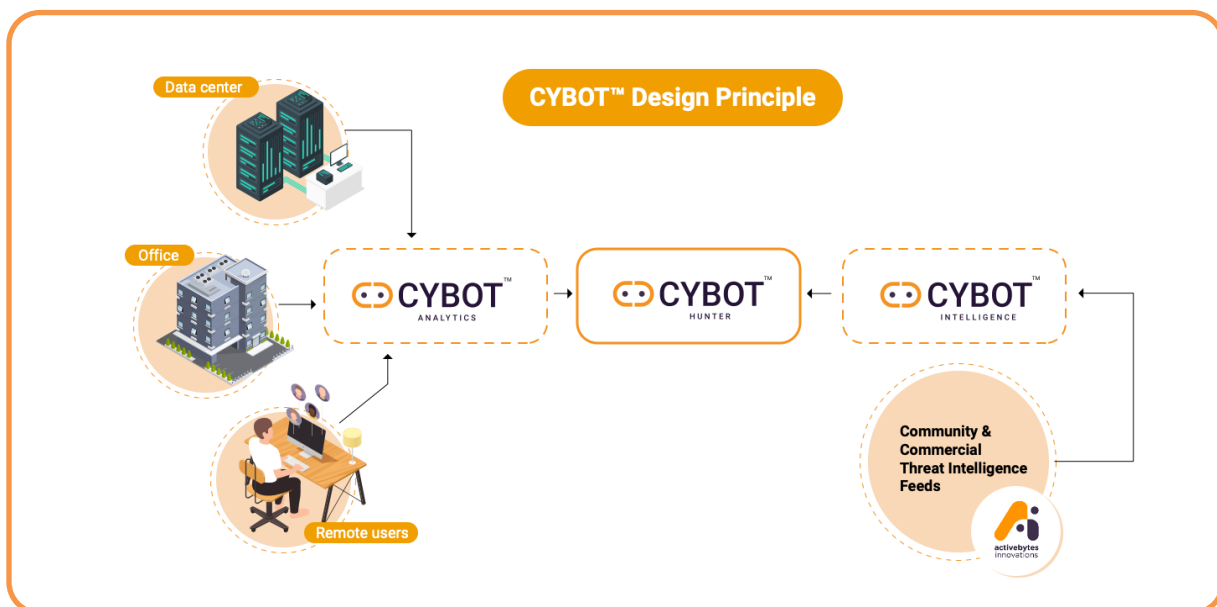 Data center
CYBOT™ Design Principle
Office
CYBOT™
ANALYTICS
CYBOT™
HUNTER
CYBOT™
INTELLIGENCE
Remote users
Community &
Commercial
Threat Intelligence
Feeds
activebytes
innovations